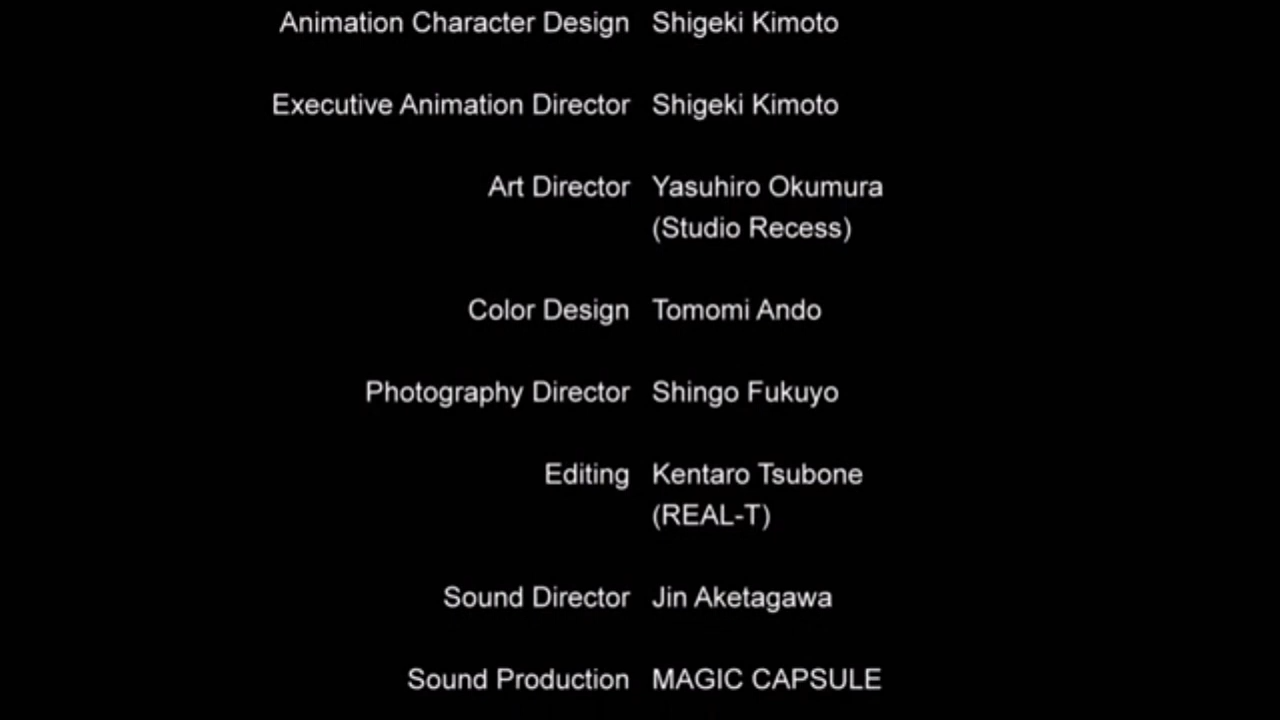 Animation Character Design Shigeki Kimoto
Executive Animation Director Shigeki Kimoto
Art Director Yasuhiro Okumura
(Studio Recess)
Color Design Tomomi Ando
Photography Director Shingo Fukuyo
Editing Kentaro Tsubone
(REAL-T)
Sound Director Jin Aketagawa
Sound Production MAGIC CAPSULE